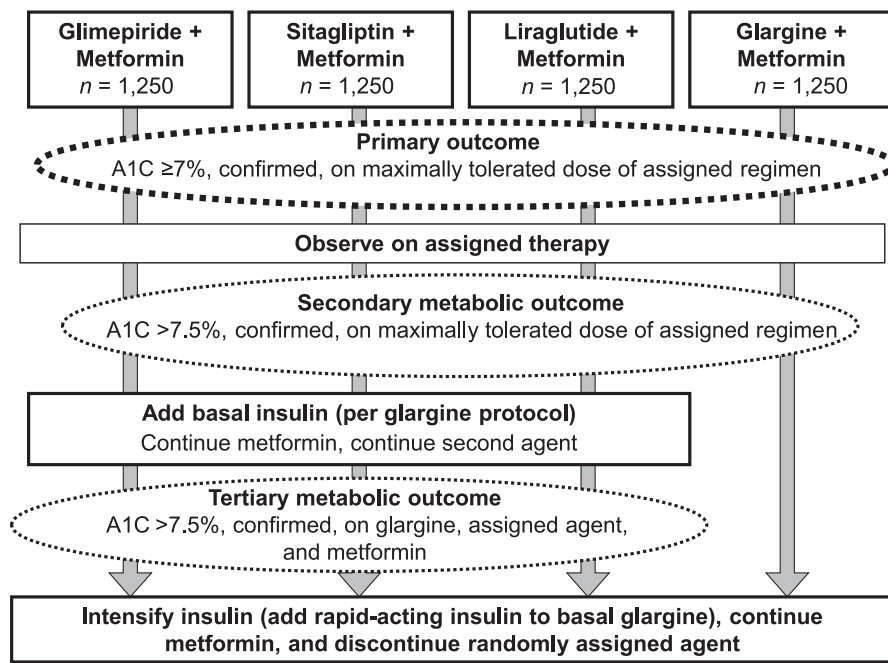 Glimepiride +
Metformin
n = 1,250
Sitagliptin +
Metformin
n = 1,250
Liraglutide +
Metformin
n = 1,250
Glargine +
Metformin
n = 1,250
Primary outcome
A1C ≥7%, confirmed, on maximally tolerated dose of assigned regimen
Observe on assigned therapy
Secondary metabolic outcome
A1C >7.5%, confirmed, on maximally tolerated dose of assigned regimen
Add basal insulin (per glargine protocol)
Continue metformin, continue second agent
Tertiary metabolic outcome
A1C >7.5%, confirmed, on glargine, assigned agent,
and metformin
Intensify insulin (add rapid-acting insulin to basal glargine), continue
metformin, and discontinue randomly assigned agent